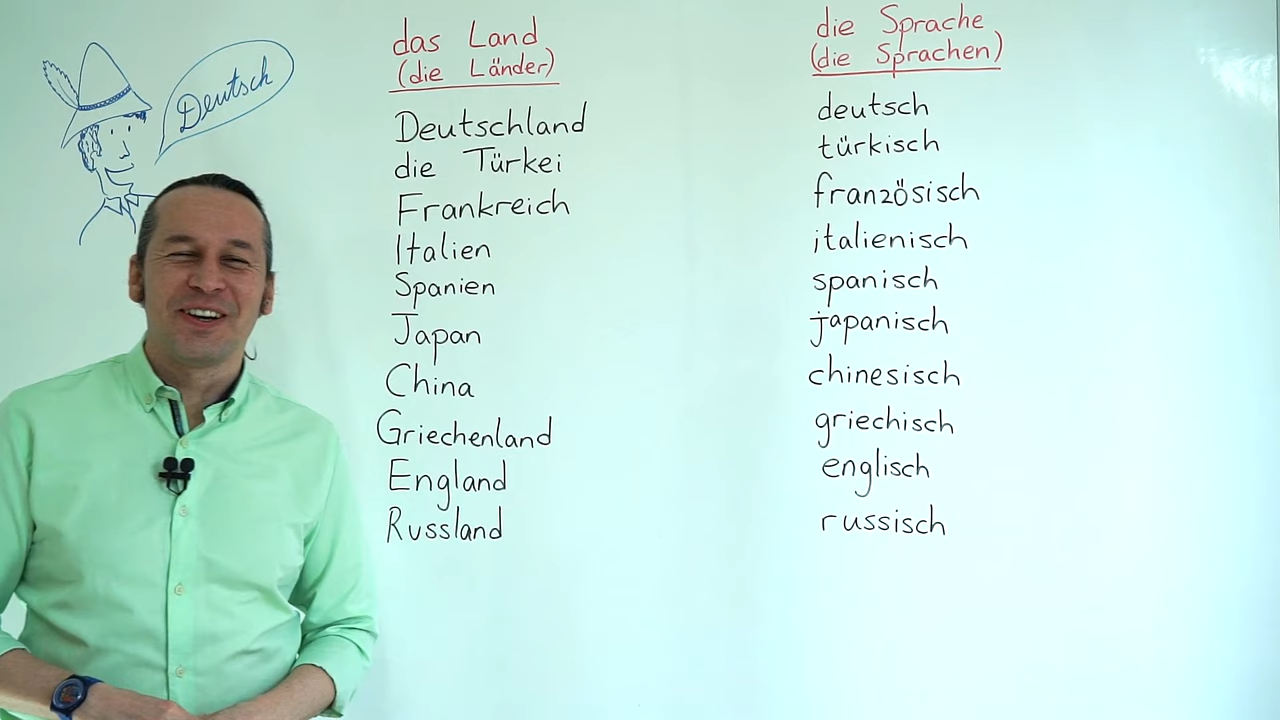 Deutsch
das Land
(die Länder)
Deutschland
die Türkei
Frankreich
Italien
Spanien
Japan
China
Griechenland
England
Russland
die Sprache
(die Sprachen)
deutsch
türkisch
französisch
italienisch
spanisch
japanisch
chinesisch
griechisch
englisch
russisch